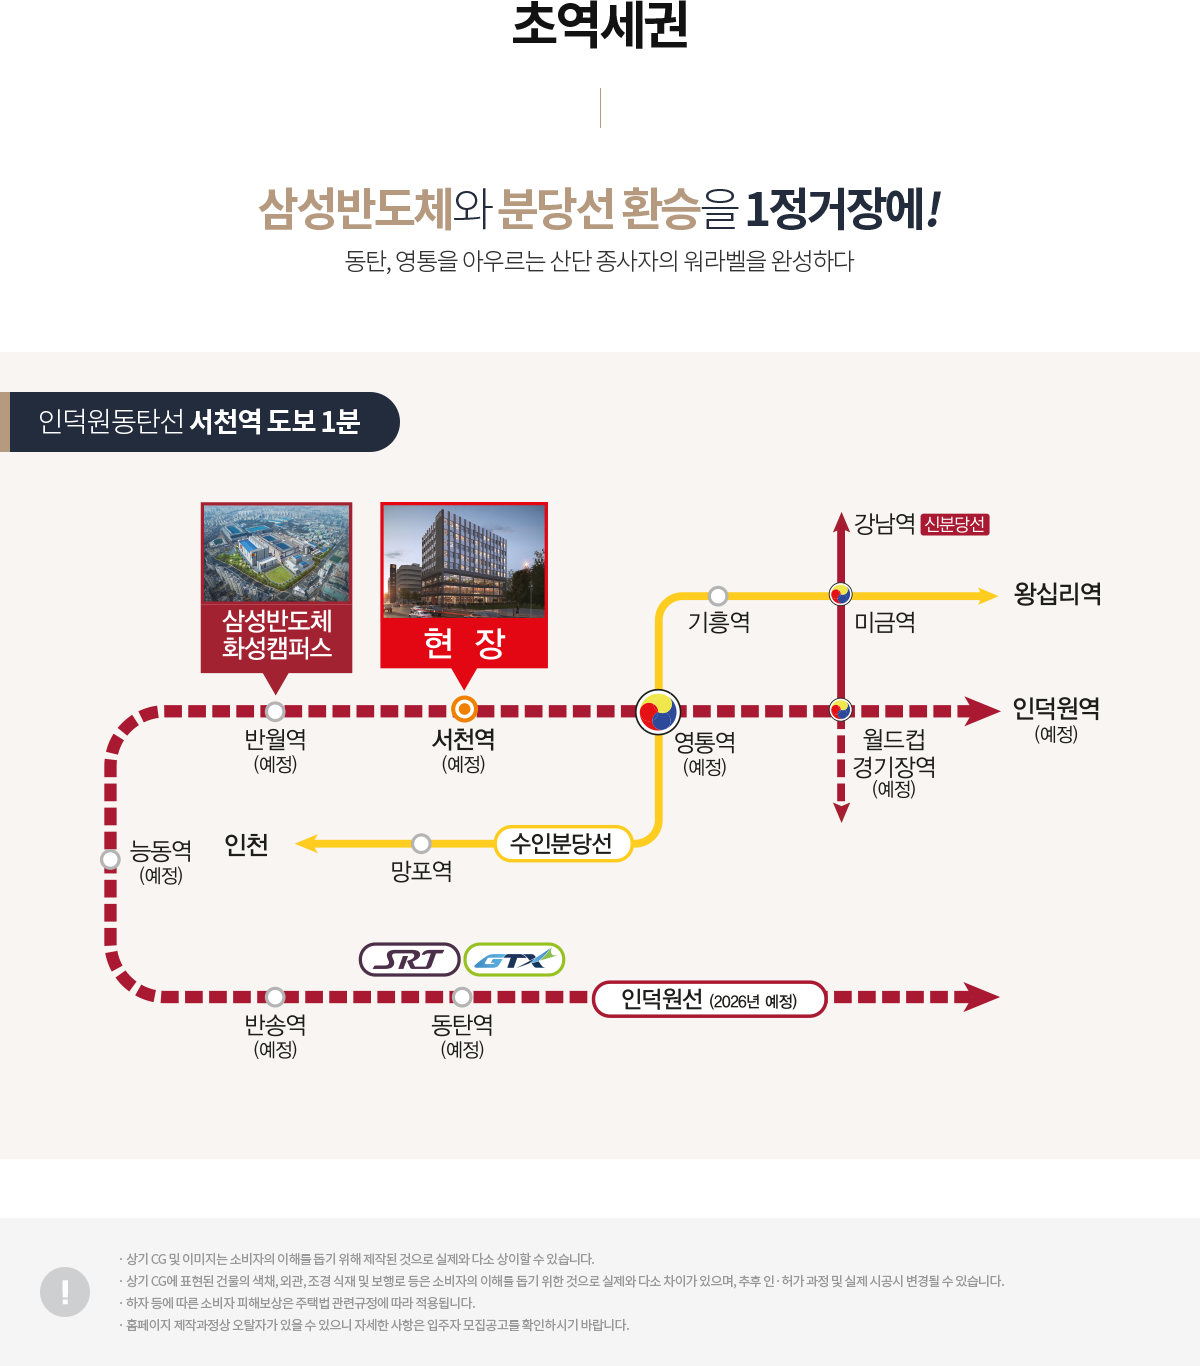 초역세권
삼성반도체와 분당선 환승을 1정거장에!
동탄, 영통을 아우르는 산단 종사자의 워라벨을 완성하다
인덕원동탄선 서천역 도보 1분
강남역 신분당선
삼성반도체
화성캠퍼스
현 장
기흥역
미금역
왕십리역
반월역
(예정)
서천역
(예정)
영통역
(예정)
월드컵
경기장역
(예정)
인덕원역
(예정)
능동역
(예정)
인천
망포역
수인분당선
SRT
GTX
인덕원선 (2026년 예정)
반송역
(예정)
동탄역
(예정)
!
· 상기 CG 및 이미지는 소비자의 이해를 돕기 위해 제작된 것으로 실제와 다소 상이할 수 있습니다.
· 상기 CG에 표현된 건물의 색채, 외관, 조경 식재 및 보행로 등은 소비자의 이해를 돕기 위한 것으로 실제와 다소 차이가 있으며, 추후 인·허가 과정 및 실제 시공시 변경될 수 있습니다.
· 하자 등에 따른 소비자 피해보상은 주택법 관련규정에 따라 적용됩니다.
· 홈페이지 제작과정상 오탈자가 있을 수 있으니 자세한 사항은 입주자 모집공고를 확인하시기 바랍니다.